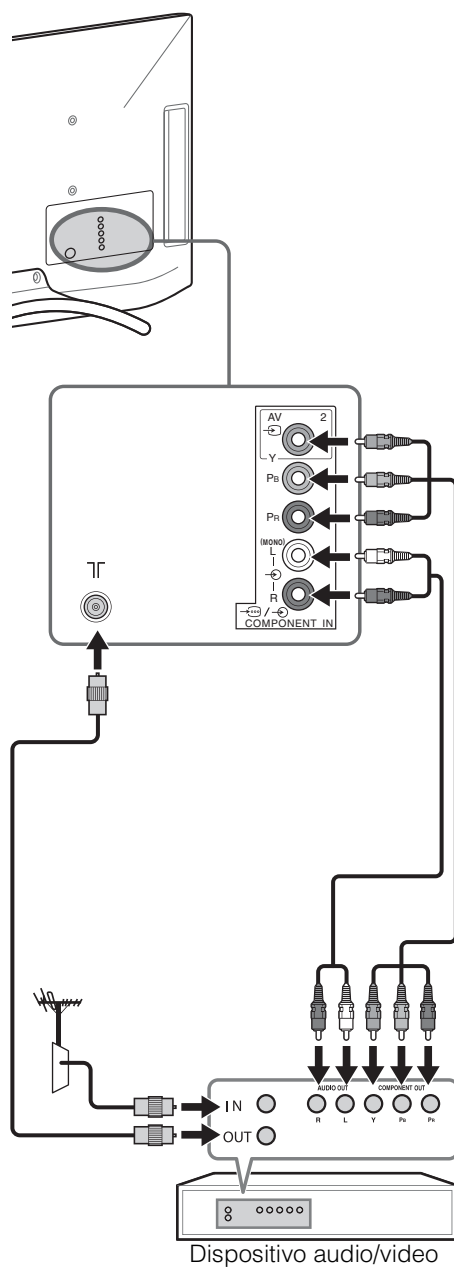 AV 2
Y
PB
PR
(MONO)
L
R
COMPONENT IN
IN
OUT
AUDIO OUT COMPONENT OUT
R L Y PB PR
Dispositivo audio/video